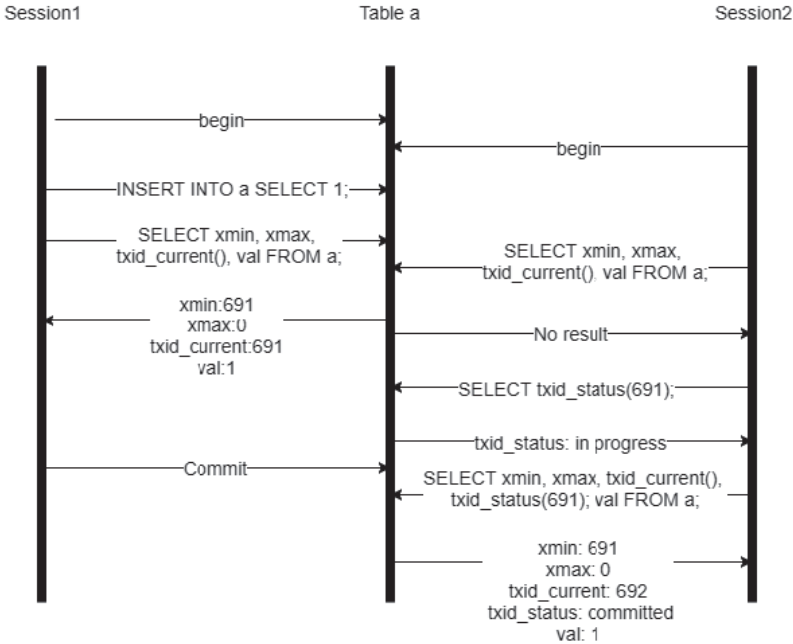 Session1
Table a
Session2
begin
begin
INSERT INTO a SELECT 1;
SELECT xmin, xmax,
txid_current(), val FROM a;
SELECT xmin, xmax,
txid_current(), val FROM a;
xmin:691
xmax:0
txid_current:691
val:1
No result
SELECT txid_status(691);
txid_status: in progress
Commit
SELECT xmin, xmax, txid_current(),
txid_status(691); val FROM a;
xmin: 691
xmax: 0
txid_current: 692
txid_status: committed
val: 1